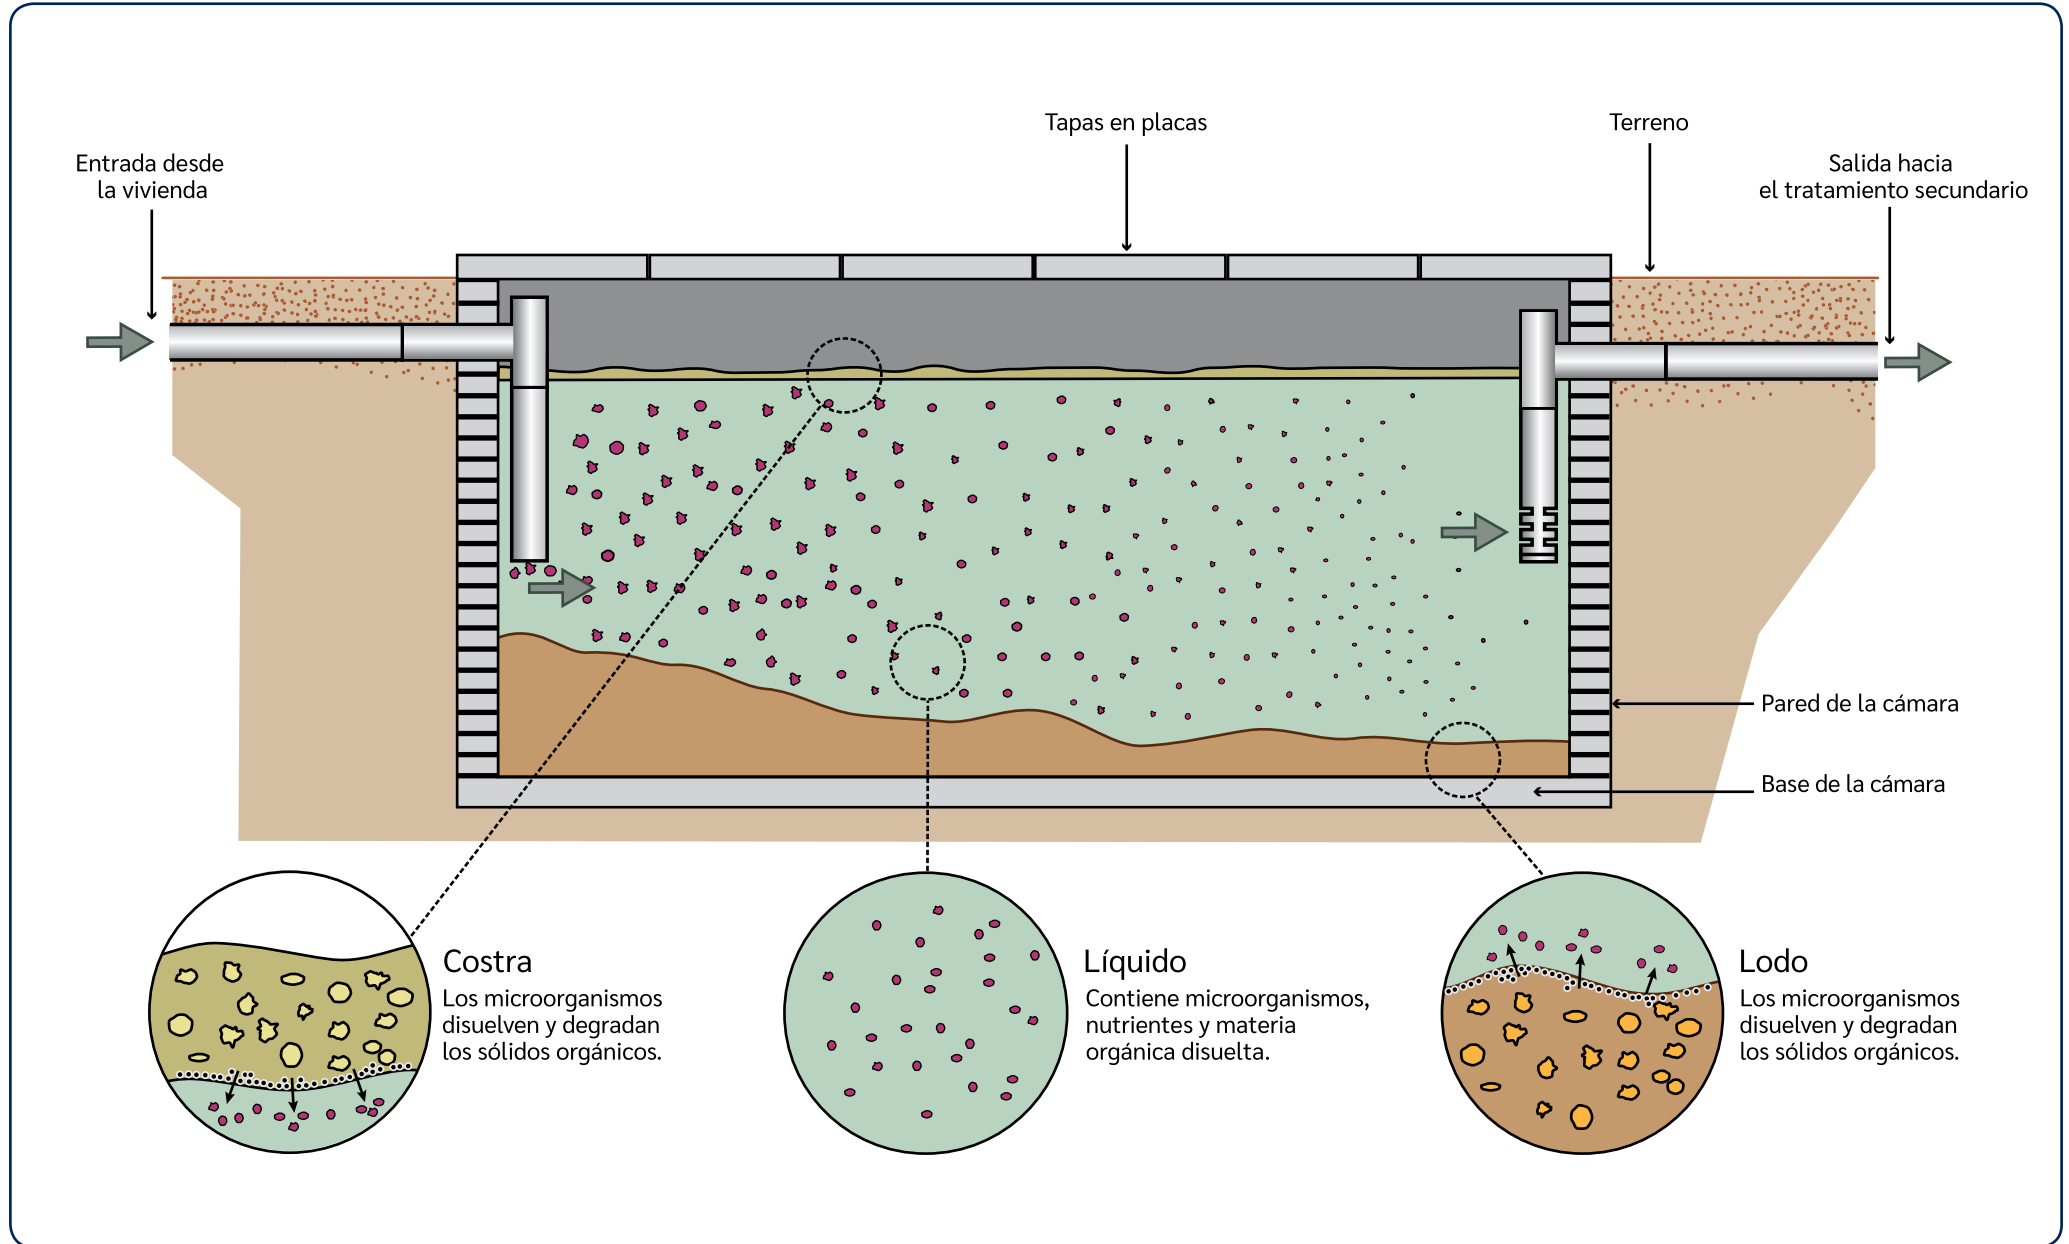 Tapas en placas
Terreno
Entrada desde
la vivienda
Salida hacia
el tratamiento secundario
Pared de la cámara
Base de la cámara
Costra
Los microorganismos
disuelven y degradan
los sólidos orgánicos.
Líquido
Contiene microorganismos,
nutrientes y materia
orgánica disuelta.
Lodo
Los microorganismos
disuelven y degradan
los sólidos orgánicos.